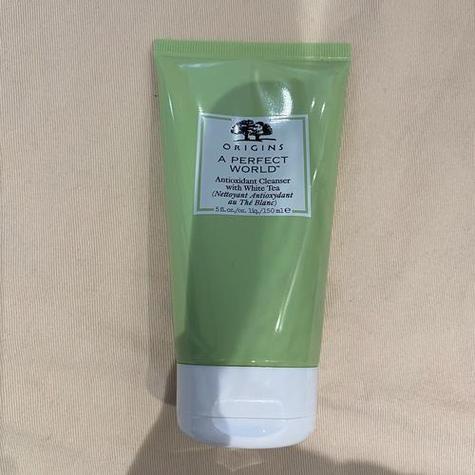 ORIGINS
A PERFECT
WORLD™
Antioxidant Cleanser
with White Tea
(Nettoyant Antioxydant
au Thé Blanc)
5 fl.oz./oz. liq./150 ml ℮